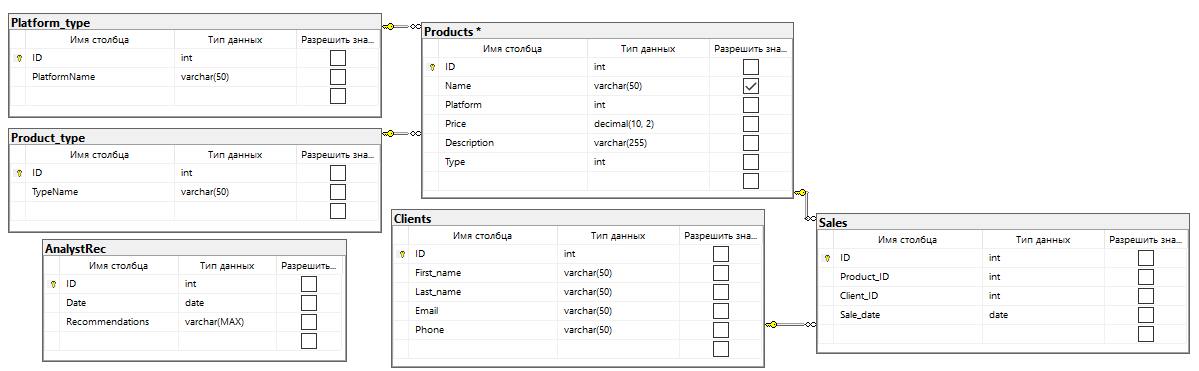 Platform_type
Имя столбца Тип данных Разрешить зна...
ID int
PlatformName varchar(50)
Product_type
Имя столбца Тип данных Разрешить зна...
ID int
TypeName varchar(50)
AnalystRec
Имя столбца Тип данных Разрешить...
ID int
Date date
Recommendations varchar(MAX)
Products *
Имя столбца Тип данных Разрешить зна...
ID int
Name varchar(50)
Platform int
Price decimal(10, 2)
Description varchar(255)
Type int
Clients
Имя столбца Тип данных Разрешить зна...
ID int
First_name varchar(50)
Last_name varchar(50)
Email varchar(50)
Phone varchar(50)
Sales
Имя столбца Тип данных Разрешить зна...
ID int
Product_ID int
Client_ID int
Sale_date date